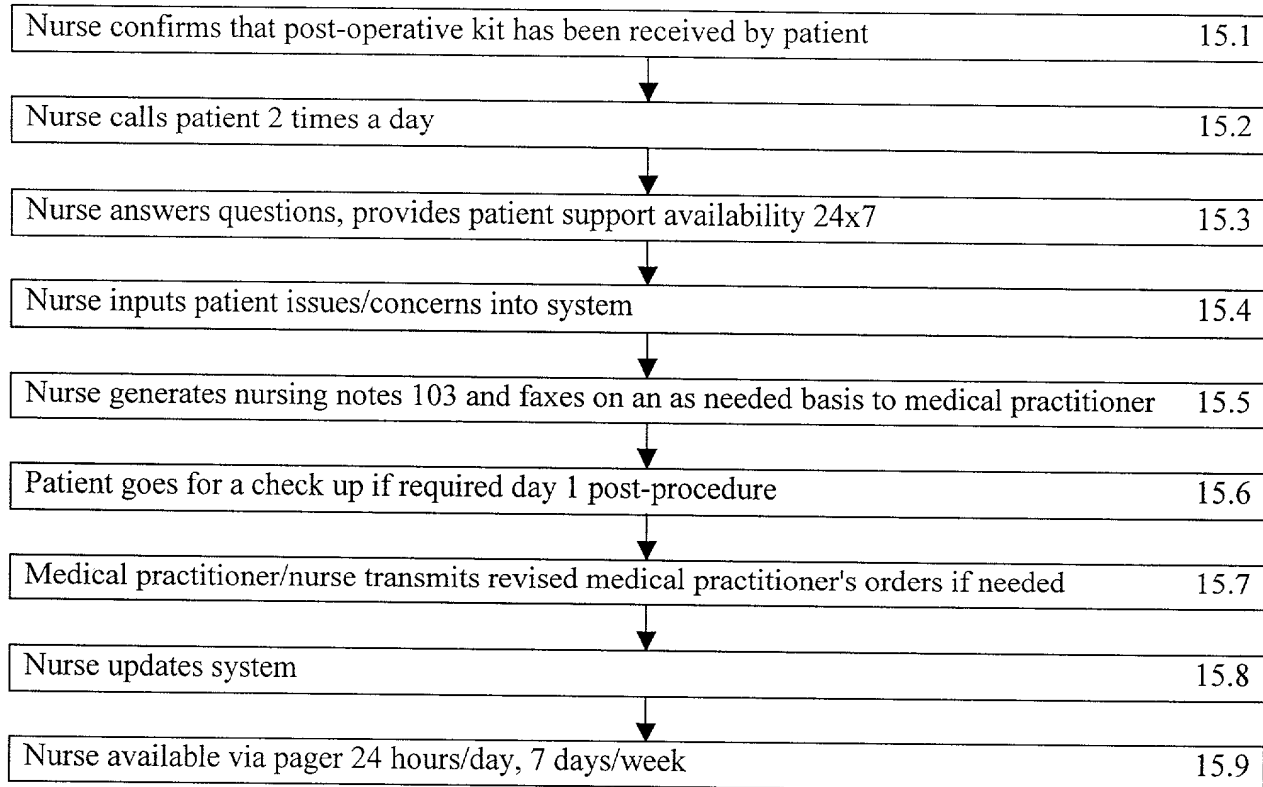 Nurse confirms that post-operative kit has been received by patient 15.1
Nurse calls patient 2 times a day 15.2
Nurse answers questions, provides patient support availability 24x7 15.3
Nurse inputs patient issues/concerns into system 15.4
Nurse generates nursing notes 103 and faxes on an as needed basis to medical practitioner 15.5
Patient goes for a check up if required day 1 post-procedure 15.6
Medical practitioner/nurse transmits revised medical practitioner's orders if needed 15.7
Nurse updates system 15.8
Nurse available via pager 24 hours/day, 7 days/week 15.9